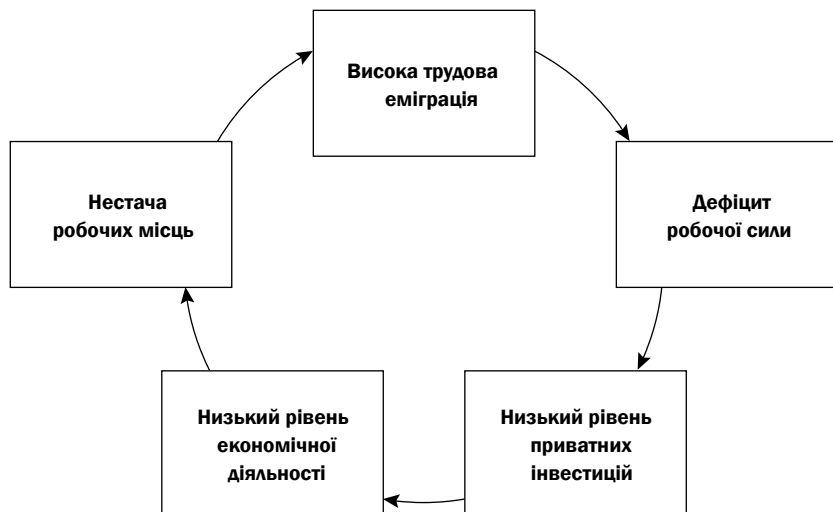 Висока трудова
еміграція
Нестача
робочих місць
Дефіцит
робочої сили
Низький рівень
економічної
діяльності
Низький рівень
приватних
інвестицій